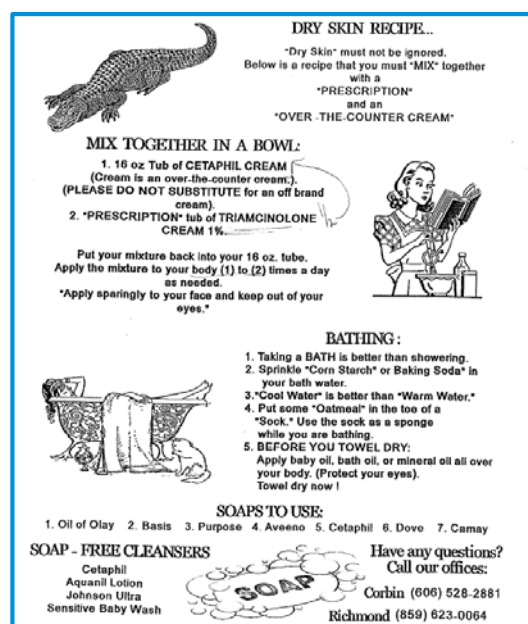 DRY SKIN RECIPE...
"Dry Skin" must not be ignored.
Below is a recipe that you must "MIX" together
with a
"PRESCRIPTION"
and an
"OVER -THE-COUNTER CREAM"
MIX TOGETHER IN A BOWL:
1. 16 oz Tub of CETAPHIL CREAM
(Cream is an over-the-counter cream.).
(PLEASE DO NOT SUBSTITUTE for an off brand
cream).
2. "PRESCRIPTION" tub of TRIAMCINOLONE
CREAM 1%.
Put your mixture back into your 16 oz. tube.
Apply the mixture to your body (1) to (2) times a day
as needed.
"Apply sparingly to your face and keep out of your
eyes."
BATHING :
1. Taking a BATH is better than showering.
2. Sprinkle "Corn Starch" or Baking Soda" in
your bath water.
3."Cool Water" is better than "Warm Water."
4. Put some "Oatmeal" in the toe of a
"Sock." Use the sock as a sponge
while you are bathing.
5. BEFORE YOU TOWEL DRY:
Apply baby oil, bath oil, or mineral oil all over
your body. (Protect your eyes).
Towel dry now !
SOAPS TO USE:
1. Oil of Olay 2. Basis 3. Purpose 4. Aveeno 5. Cetaphil 6. Dove 7. Camay
SOAP - FREE CLEANSERS
Cetaphil
Aquanil Lotion
Johnson Ultra
Sensitive Baby Wash
SOAP
Have any questions?
Call our offices:
Corbin (606) 528-2881
Richmond (859) 623-0064